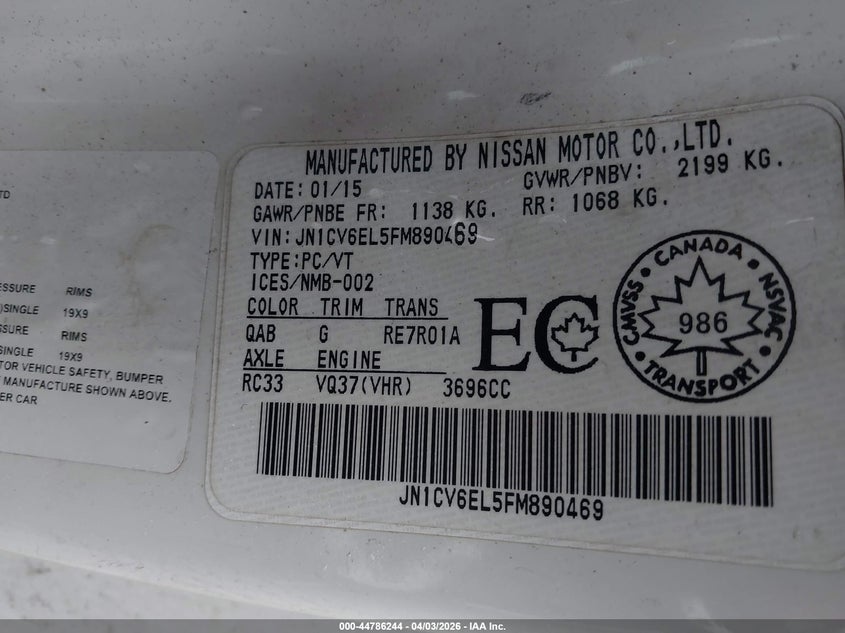 TD
ESSURE RIMS
)SINGLE 19X9
SSURE RIMS
SINGLE 19X9
TOR VEHICLE SAFETY, BUMPER
MANUFACTURE SHOWN ABOVE.
ER CAR
MANUFACTURED BY NISSAN MOTOR CO.,LTD.
DATE: 01/15 GVWR/PNBV: 2199 KG.
GAWR/PNBE FR: 1138 KG. RR: 1068 KG.
VIN:JN1CV6EL5FM890469
TYPE:PC/VT
ICES/NMB-002
COLOR TRIM TRANS
QAB G RE7R01A
AXLE ENGINE
RC33 VQ37(VHR) 3696CC
EC
CANADA
CMVSS • NSVAC
986
TRANSPORT
JN1CV6EL5FM890469
000-44786244 - 04/03/2026 - IAA Inc.